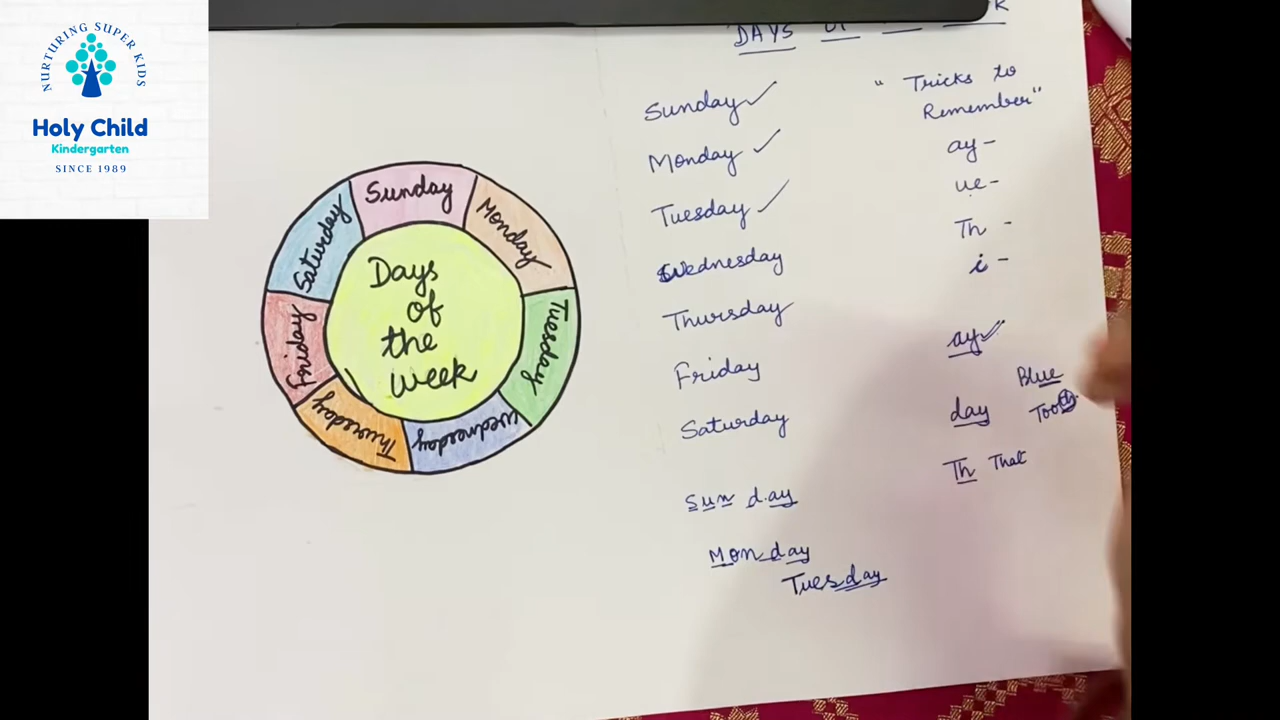 NURTURING SUPER KIDS
Holy Child
Kindergarten
SINCE 1989
DAYS
Sunday
Monday
Tuesday
Wednesday
Thursday
Friday
Saturday
Days
of
the
week
Sunday
Monday
Tuesday
Wednesday
Thursday
Friday
Saturday
Sun day
Monday
Tuesday
"Tricks to
Remember"
ay -
ue -
Th -
i -
ay
day
Th That
Blue
Tooth